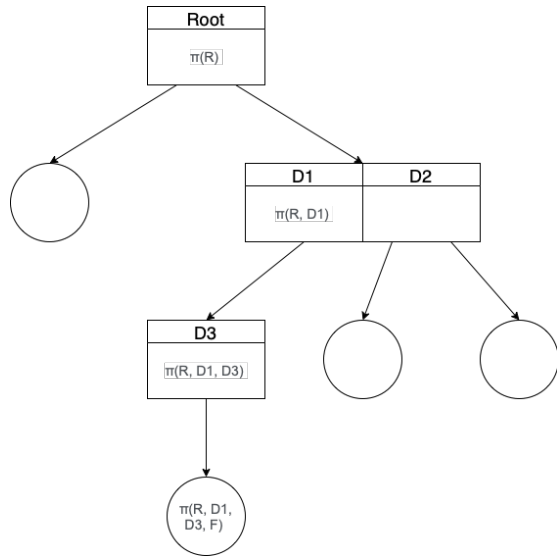 Root
π(R)
D1
D2
π(R, D1)
D3
π(R, D1, D3)
π(R, D1,
D3, F)